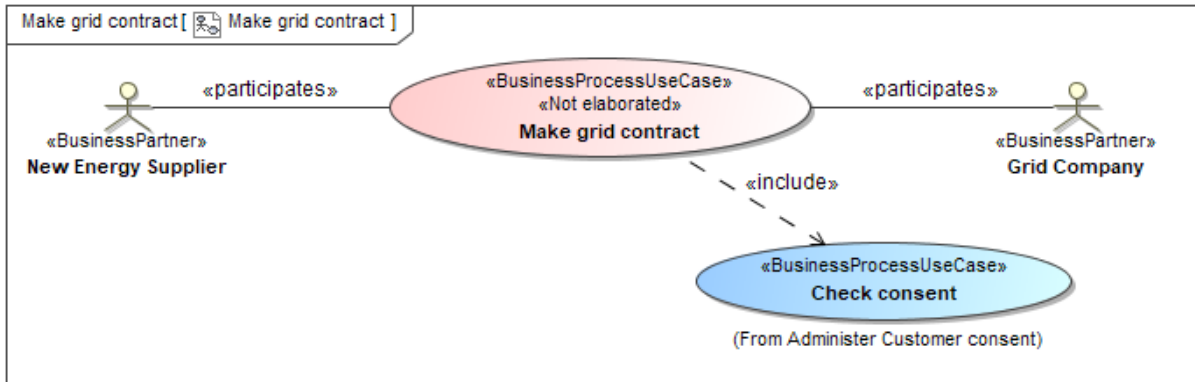 Make grid contract [ Make grid contract ]
«participates»
«BusinessProcessUseCase»
«Not elaborated»
Make grid contract
«participates»
«BusinessPartner»
New Energy Supplier
«BusinessPartner»
Grid Company
«include»
«BusinessProcessUseCase»
Check consent
(From Administer Customer consent)